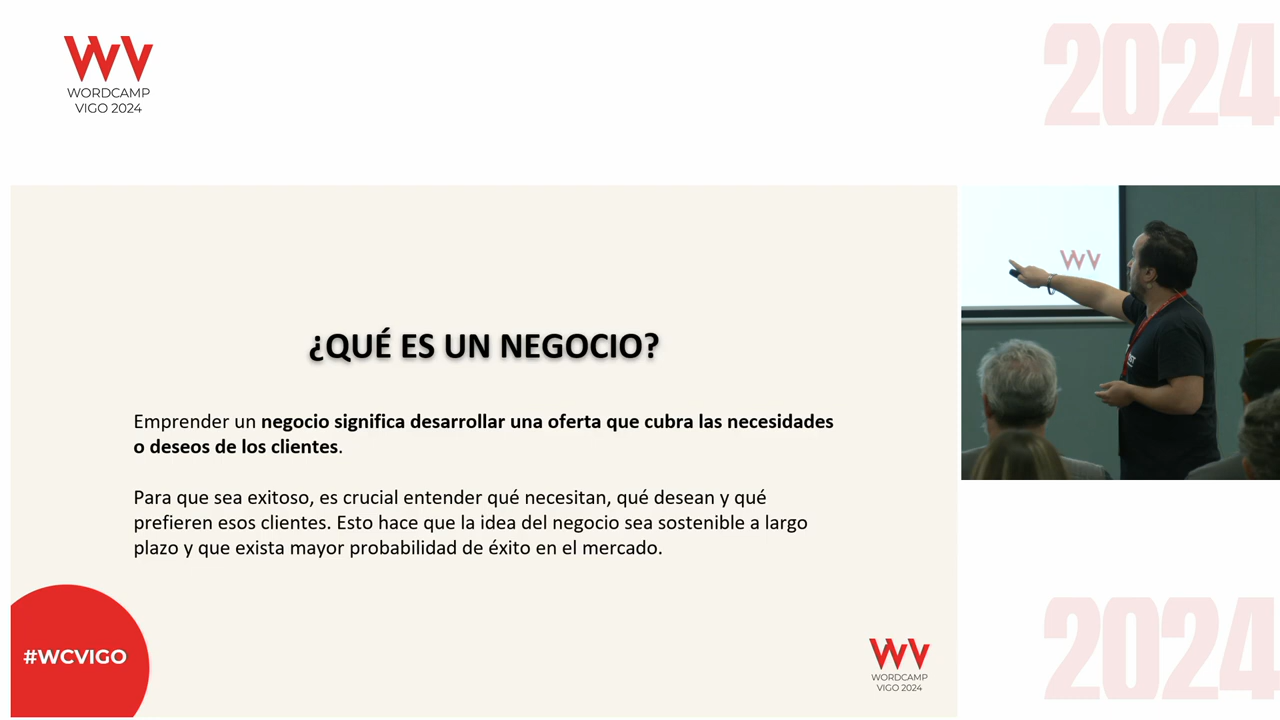 WORDCAMP
VIGO 2024
2024
¿QUÉ ES UN NEGOCIO?
Emprender un negocio significa desarrollar una oferta que cubra las necesidades
o deseos de los clientes.
Para que sea exitoso, es crucial entender qué necesitan, qué desean y qué
prefieren esos clientes. Esto hace que la idea del negocio sea sostenible a largo
plazo y que exista mayor probabilidad de éxito en el mercado.
#WCVIGO
WORDCAMP
VIGO 2024
2024